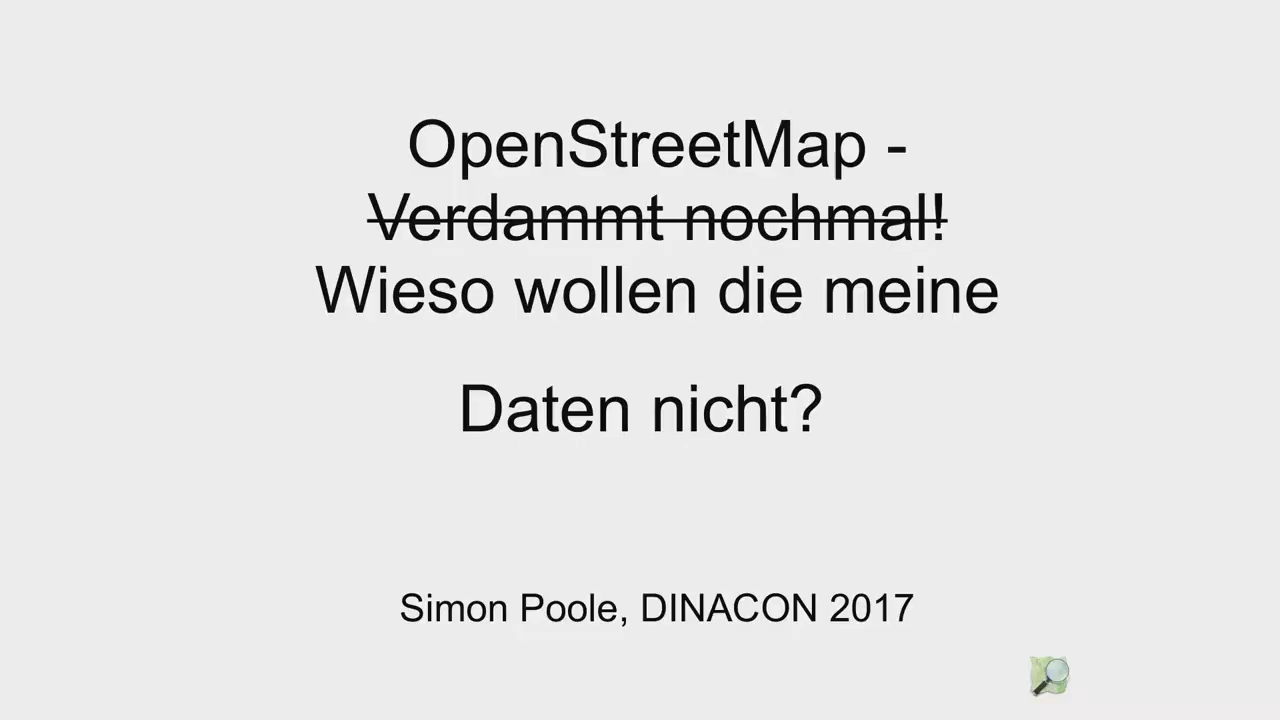 OpenStreetMap -
Verdammt nochmal!
Wieso wollen die meine
Daten nicht?
Simon Poole, DINACON 2017